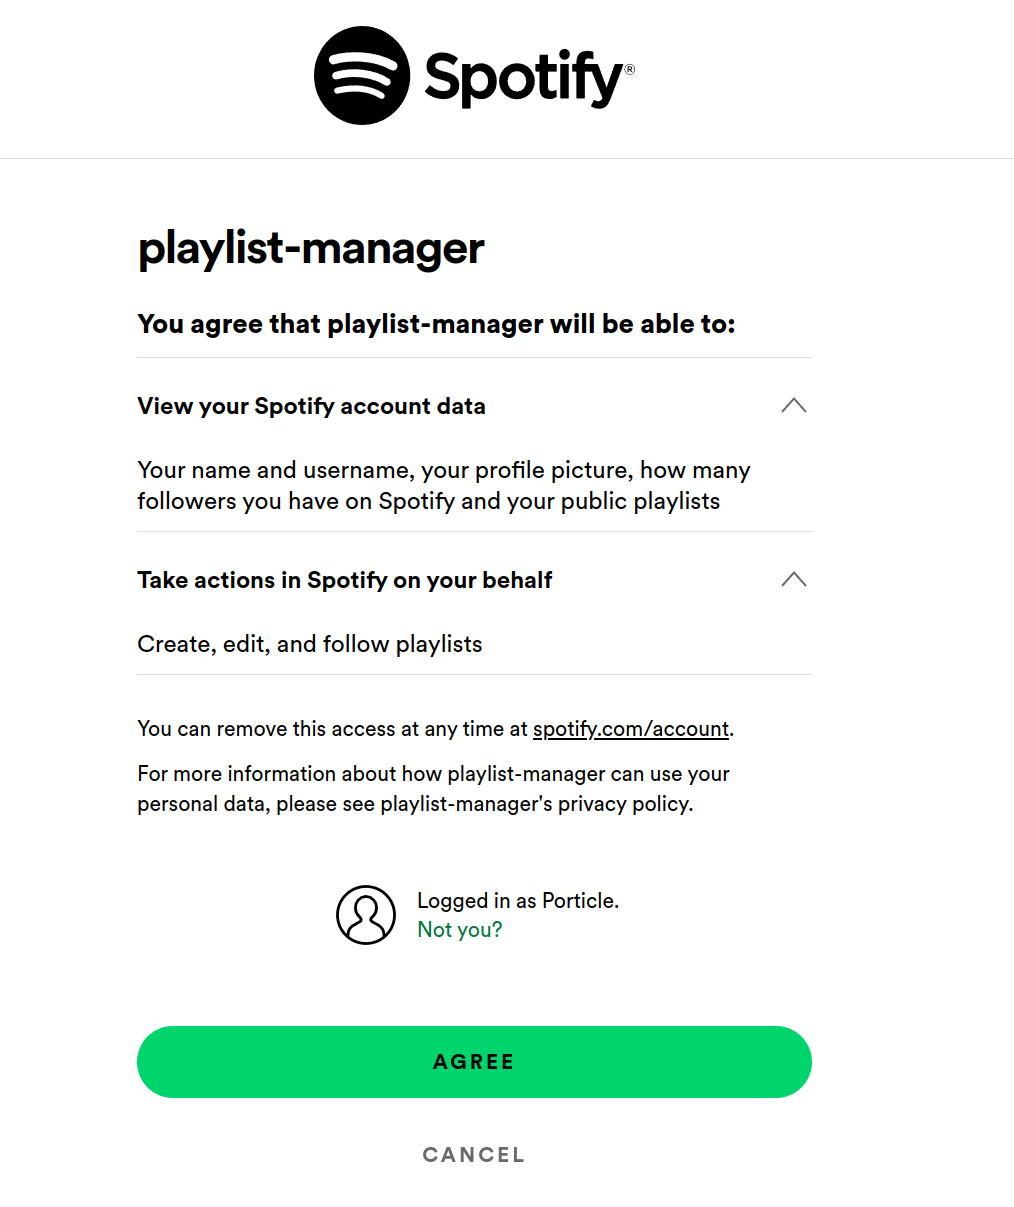 Spotify®
playlist-manager
You agree that playlist-manager will be able to:
View your Spotify account data
Your name and username, your profile picture, how many
followers you have on Spotify and your public playlists
Take actions in Spotify on your behalf
Create, edit, and follow playlists
You can remove this access at any time at spotify.com/account.
For more information about how playlist-manager can use your
personal data, please see playlist-manager's privacy policy.
Logged in as Porticle.
Not you?
AGREE
CANCEL